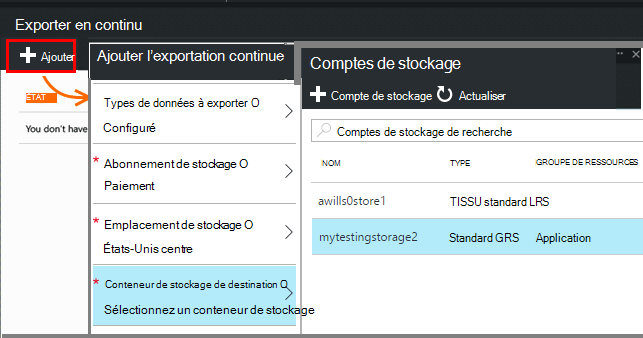 Exporter en continu
Ajouter
ÉTAT
You don't have
Ajouter l'exportation continue
Types de données à exporter O
Configuré
* Abonnement de stockage O
Paiement
* Emplacement de stockage O
États-Unis centre
* Conteneur de stockage de destination O
Sélectionnez un conteneur de stockage
Comptes de stockage
Compte de stockage Actualiser
Comptes de stockage de recherche
NOM TYPE GROUPE DE RESSOURCES
awills0store1 TISSU standard LRS
mytestingstorage2 Standard GRS Application